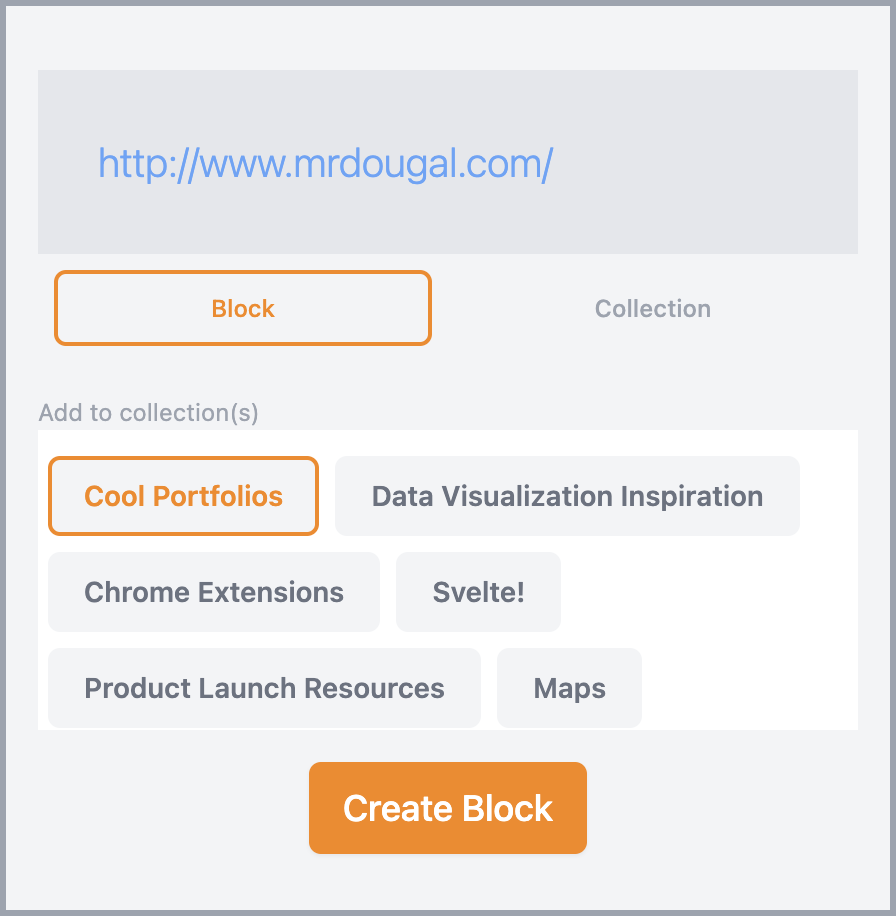 http://www.mrdougal.com/
Block Collection
Add to collection(s)
Cool Portfolios Data Visualization Inspiration
Chrome Extensions Svelte!
Product Launch Resources Maps
Create Block